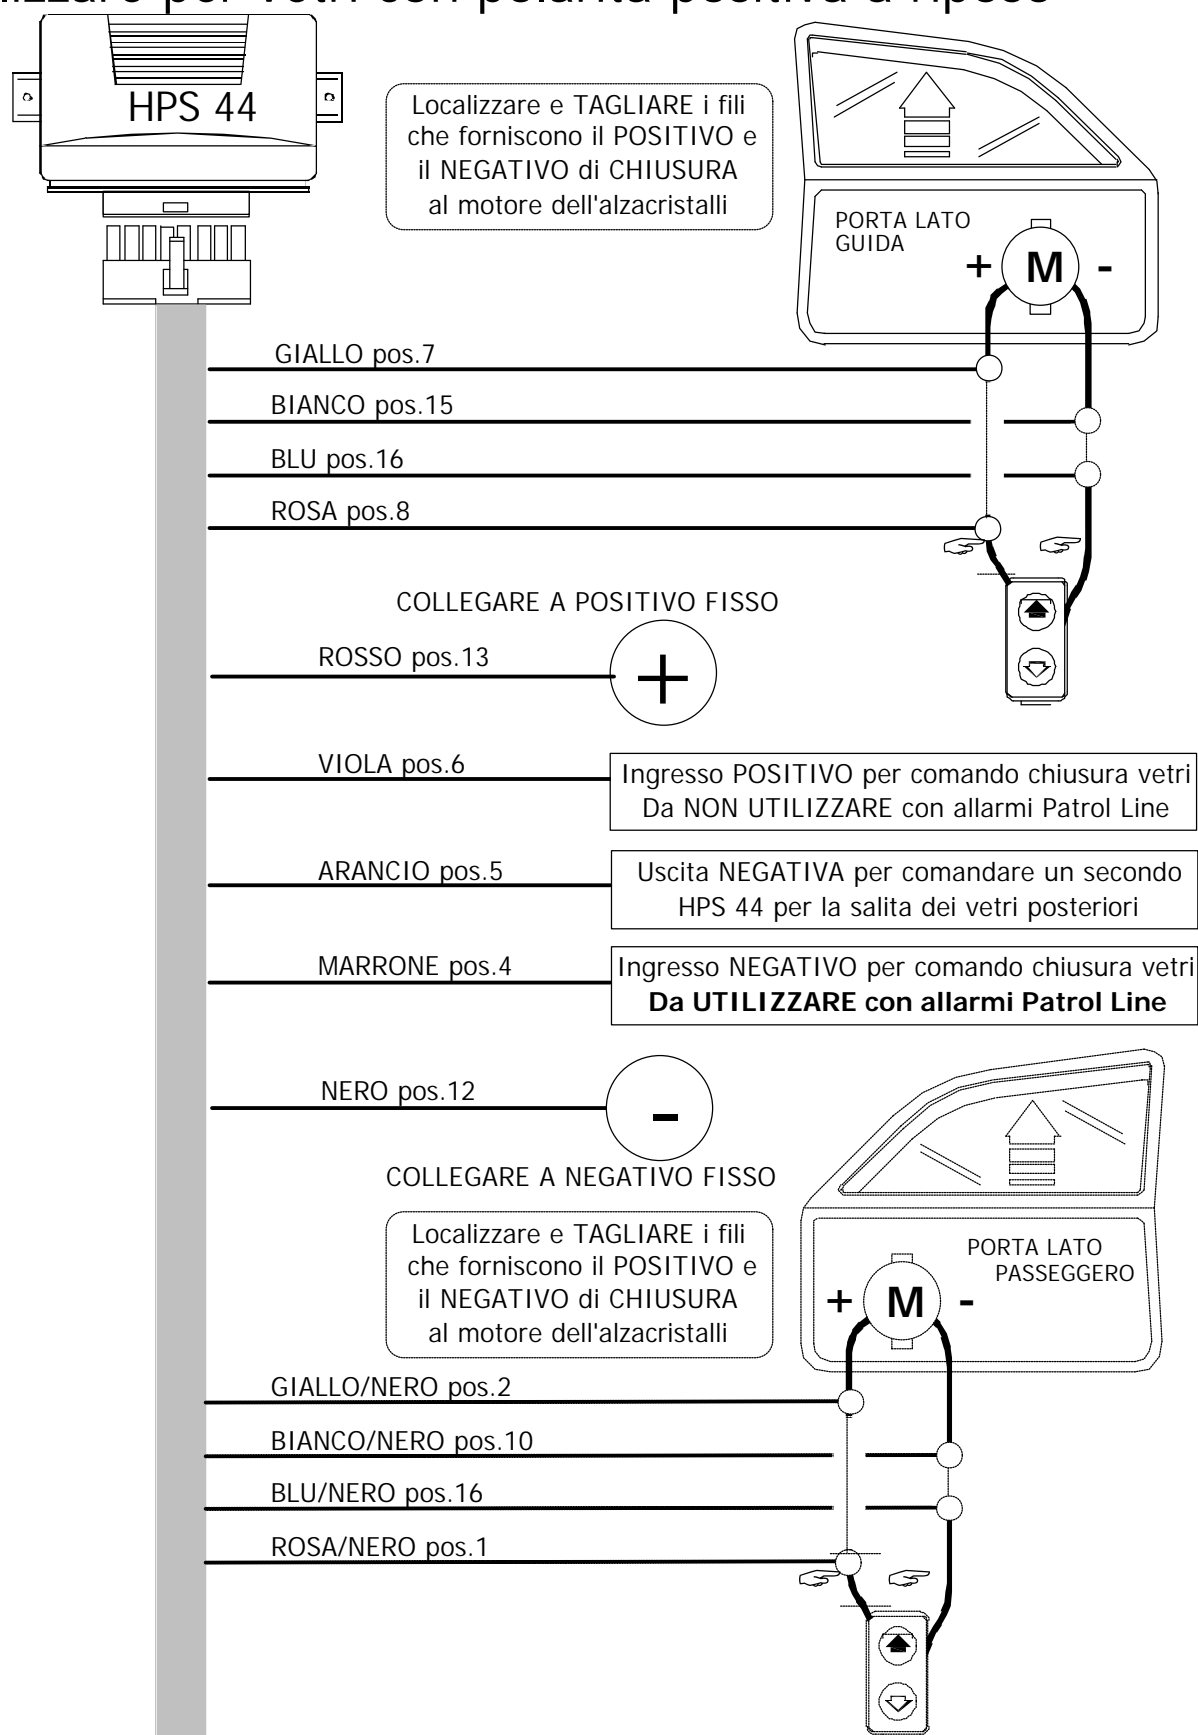 per vetri con polarità positiva a riposo
HPS 44
Localizzare e TAGLIARE i fili
che forniscono il POSITIVO e
il NEGATIVO di CHIUSURA
al motore dell'alzacristalli
PORTA LATO
GUIDA
+ M -
GIALLO pos.7
BIANCO pos.15
BLU pos.16
ROSA pos.8
COLLEGARE A POSITIVO FISSO
ROSSO pos.13
+
VIOLA pos.6
Ingresso POSITIVO per comando chiusura vetri
Da NON UTILIZZARE con allarmi Patrol Line
ARANCIO pos.5
Uscita NEGATIVA per comandare un secondo
HPS 44 per la salita dei vetri posteriori
MARRONE pos.4
Ingresso NEGATIVO per comando chiusura vetri
Da UTILIZZARE con allarmi Patrol Line
NERO pos.12
-
COLLEGARE A NEGATIVO FISSO
Localizzare e TAGLIARE i fili
che forniscono il POSITIVO e
il NEGATIVO di CHIUSURA
al motore dell'alzacristalli
PORTA LATO
PASSEGGERO
+ M -
GIALLO/NERO pos.2
BIANCO/NERO pos.10
BLU/NERO pos.16
ROSA/NERO pos.1